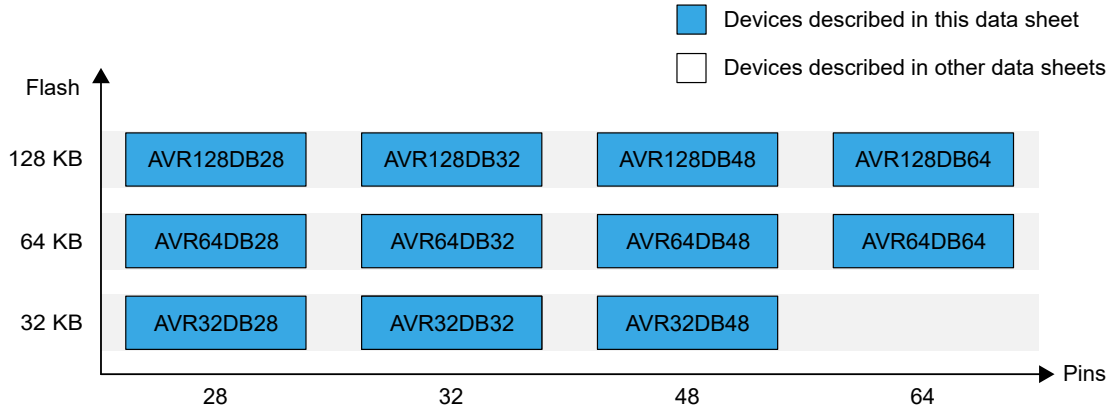 Devices described in this data sheet
Devices described in other data sheets
Flash
128 KB AVR128DB28 AVR128DB32 AVR128DB48 AVR128DB64
64 KB AVR64DB28 AVR64DB32 AVR64DB48 AVR64DB64
32 KB AVR32DB28 AVR32DB32 AVR32DB48
Pins
28 32 48 64